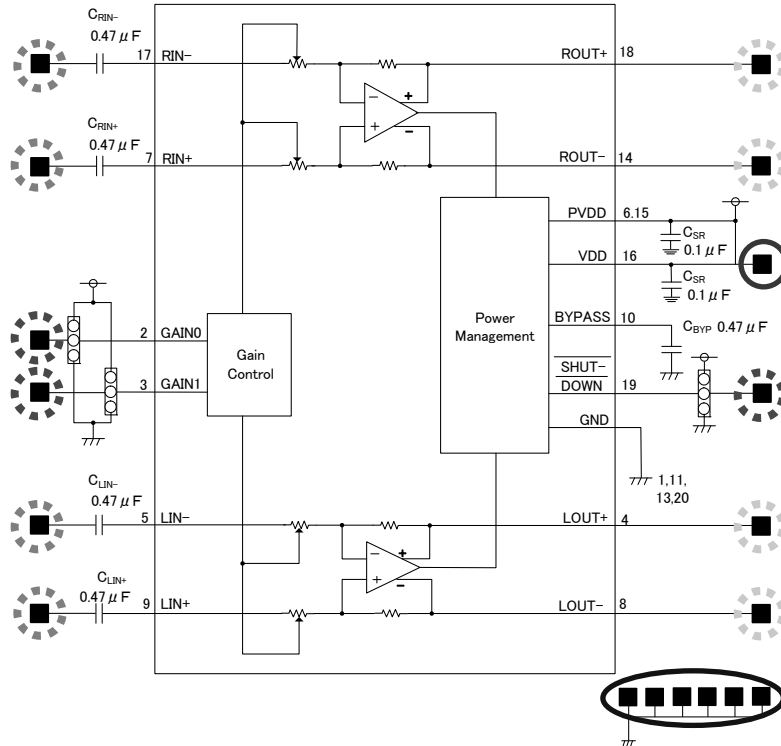 CRIN-
0.47 μF
17 RIN-
ROUT+ 18
CRIN+
0.47 μF
7 RIN+
ROUT- 14
PVDD 6.15
CSR
0.1 μF
VDD 16
CSR
0.1 μF
Power
Management
BYPASS 10
CBYP 0.47 μF
2 GAIN0
Gain
Control
3 GAIN1
SHUT-
DOWN 19
GND
1,11,
13,20
CLIN-
0.47 μF
5 LIN-
LOUT+ 4
CLIN+
0.47 μF
9 LIN+
LOUT- 8